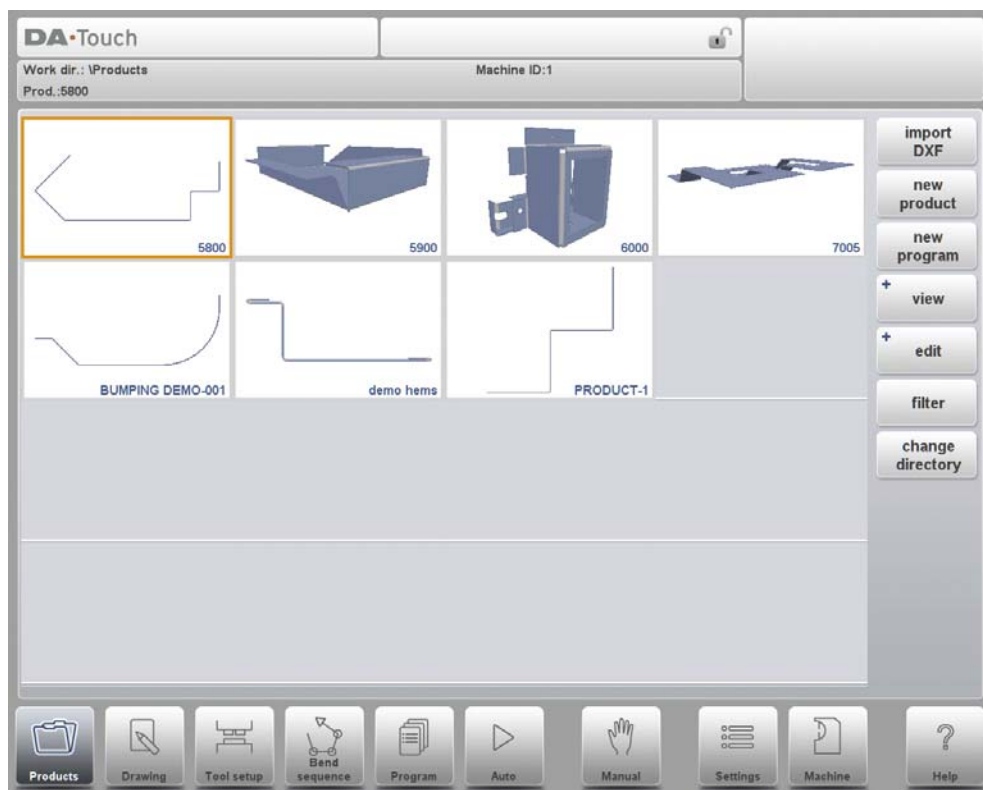 DA•Touch
Work dir.: \Products
Machine ID:1
Prod.:5800
5800
5900
6000
7005
BUMPING DEMO-001
demo hems
PRODUCT-1
import
DXF
new
product
new
program
+
view
+
edit
filter
change
directory
Products
Drawing
Tool setup
Bend
sequence
Program
Auto
Manual
Settings
Machine
?
Help